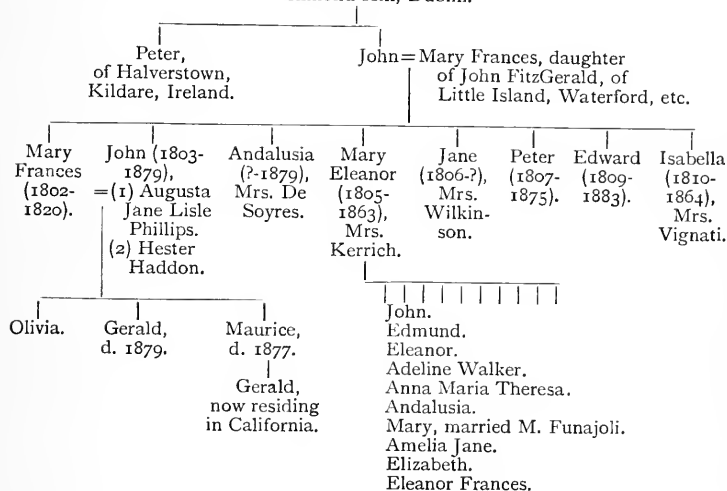 Peter,
of Halverstown,
Kildare, Ireland.
John = Mary Frances, daughter
of John FitzGerald, of
Little Island, Waterford, etc.
Mary
Frances
(1802-
1820).
John (1803-
1879),
=(1) Augusta
Jane Lisle
Phillips.
(2) Hester
Haddon.
Andalusia
(?-1879),
Mrs. De
Soyres.
Mary
Eleanor
(1805-
1863),
Mrs.
Kerrich.
Jane
(1806-?),
Mrs.
Wilkin-
son.
Peter
(1807-
1875).
Edward
(1809-
1883).
Isabella
(1810-
1864),
Mrs.
Vignati.
Olivia.
Gerald,
d. 1879.
Maurice,
d. 1877.
Gerald,
now residing
in California.
John.
Edmund.
Eleanor.
Adeline Walker.
Anna Maria Theresa.
Andalusia.
Mary, married M. Funajoli.
Amelia Jane.
Elizabeth.
Eleanor Frances.